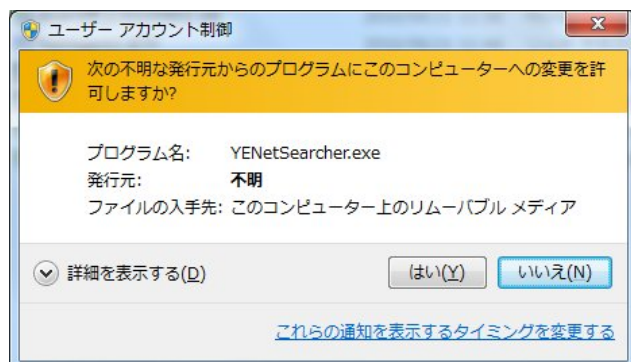 ユーザー アカウント制御
次の不明な発行元からのプログラムにこのコンピューターへの変更を許
可しますか?
プログラム名: YENetSearcher.exe
発行元: 不明
ファイルの入手先: このコンピューター上のリムーバブル メディア
詳細を表示する(D)
はい(Y)
いいえ(N)
これらの通知を表示するタイミングを変更する